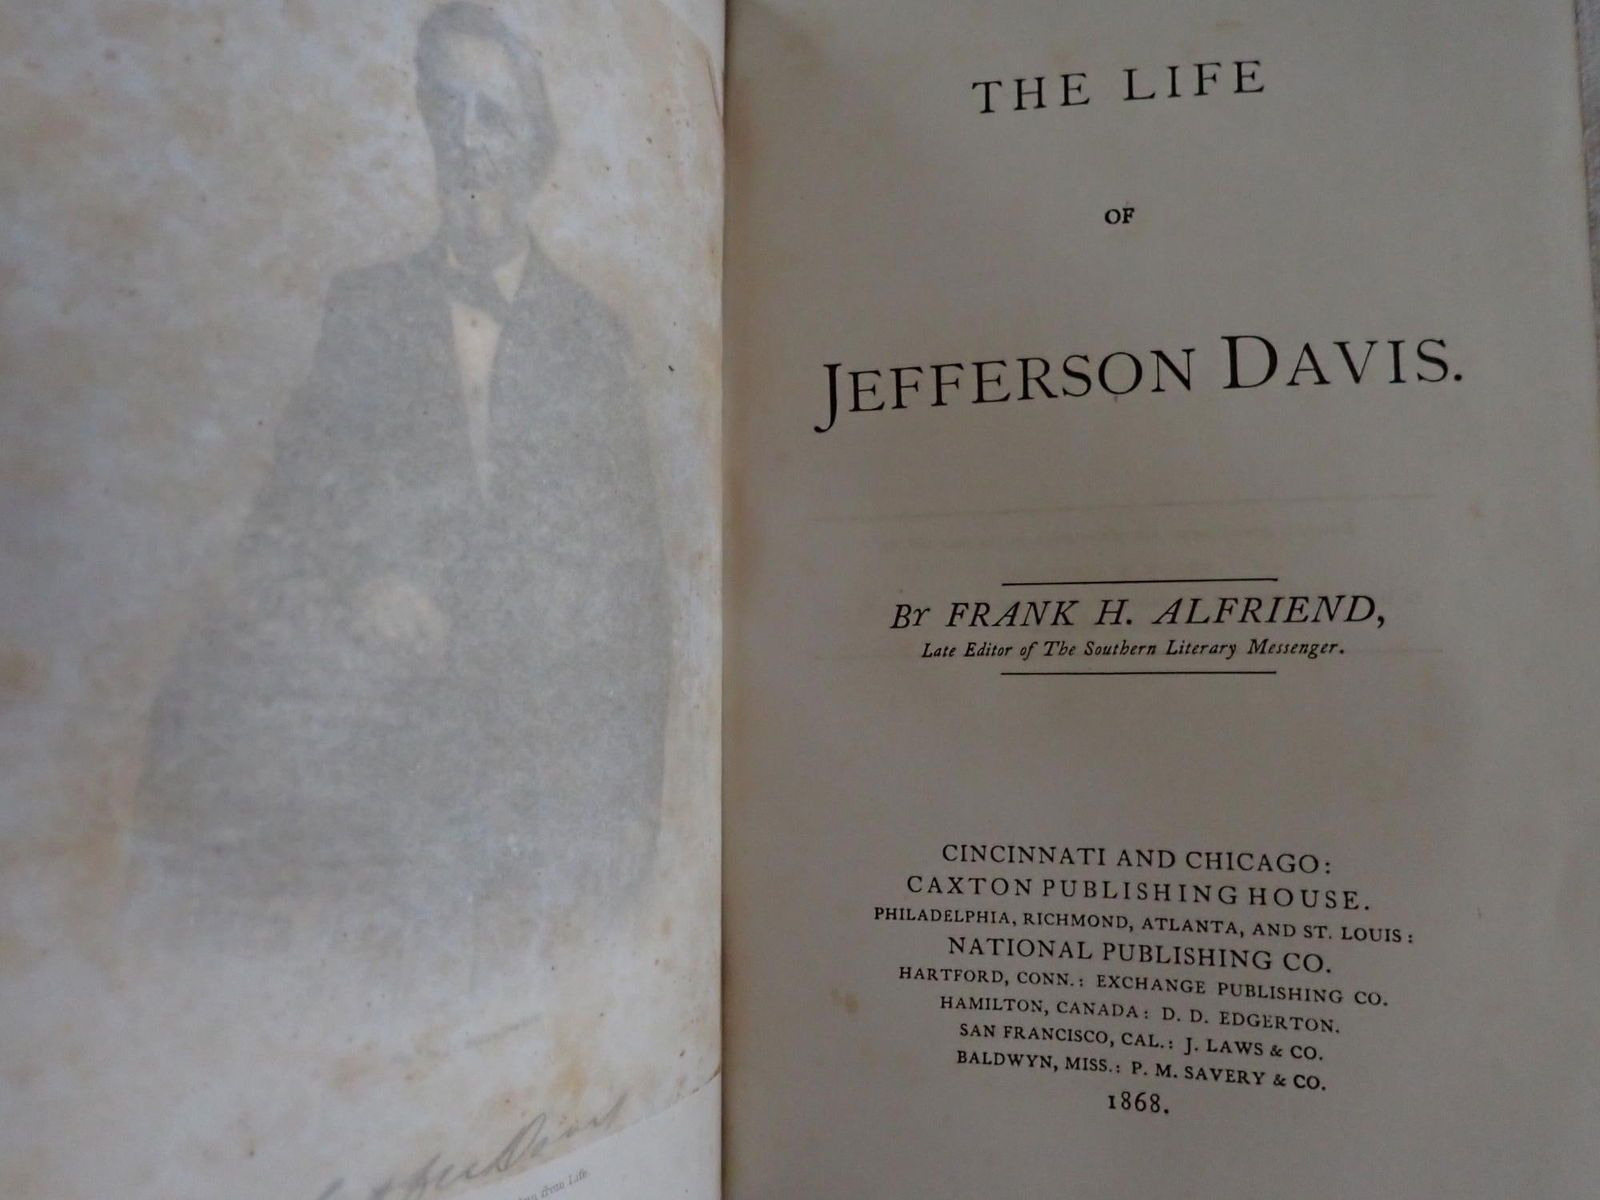 THE LIFE
OF
JEFFERSON DAVIS.
By FRANK H. ALFRIEND,
Late Editor of The Southern Literary Messenger.
CINCINNATI AND CHICAGO:
CAXTON PUBLISHING HOUSE.
PHILADELPHIA, RICHMOND, ATLANTA, AND ST. LOUIS:
NATIONAL PUBLISHING CO.
HARTFORD, CONN.: EXCHANGE PUBLISHING CO.
HAMILTON, CANADA: D. D. EDGERTON.
SAN FRANCISCO, CAL.: J. LAWS & CO.
BALDWYN, MISS.: P. M. SAVERY & CO.
1868.
from Life